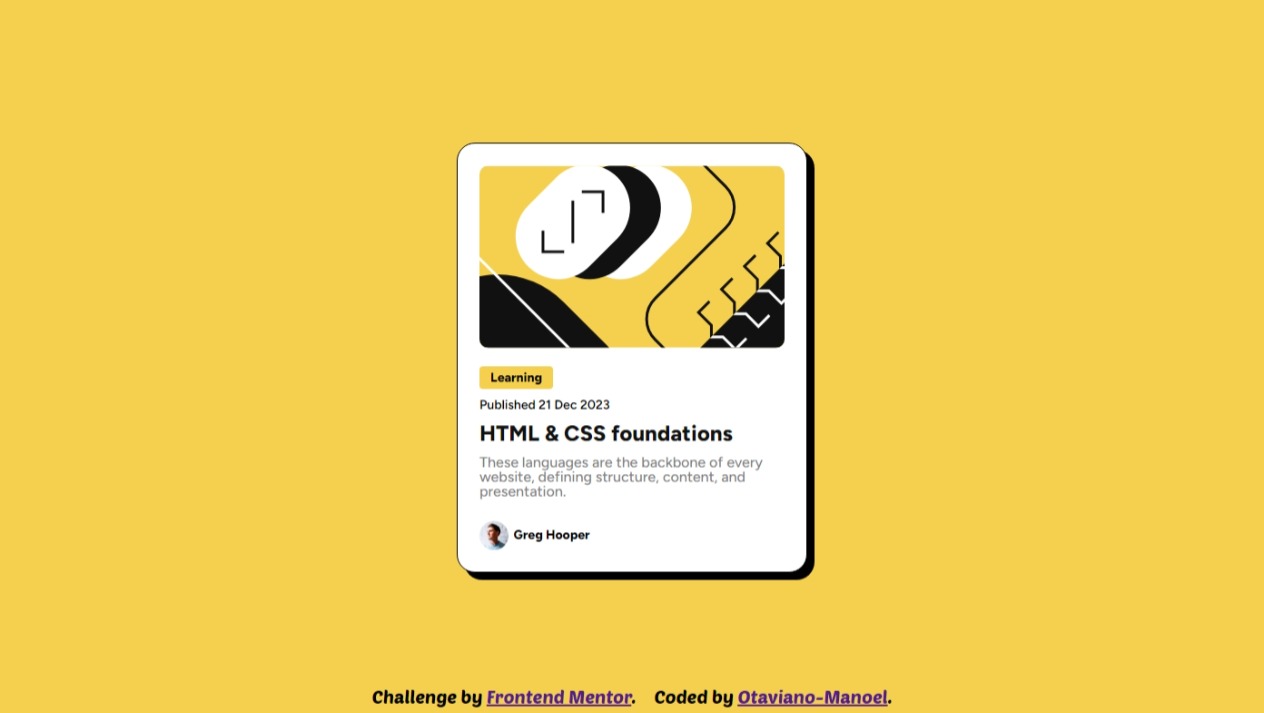 Learning
Published 21 Dec 2023
HTML & CSS foundations
These languages are the backbone of every
website, defining structure, content, and
presentation.
Greg Hooper
Challenge by Frontend Mentor. Coded by Otaviano-Manoel.